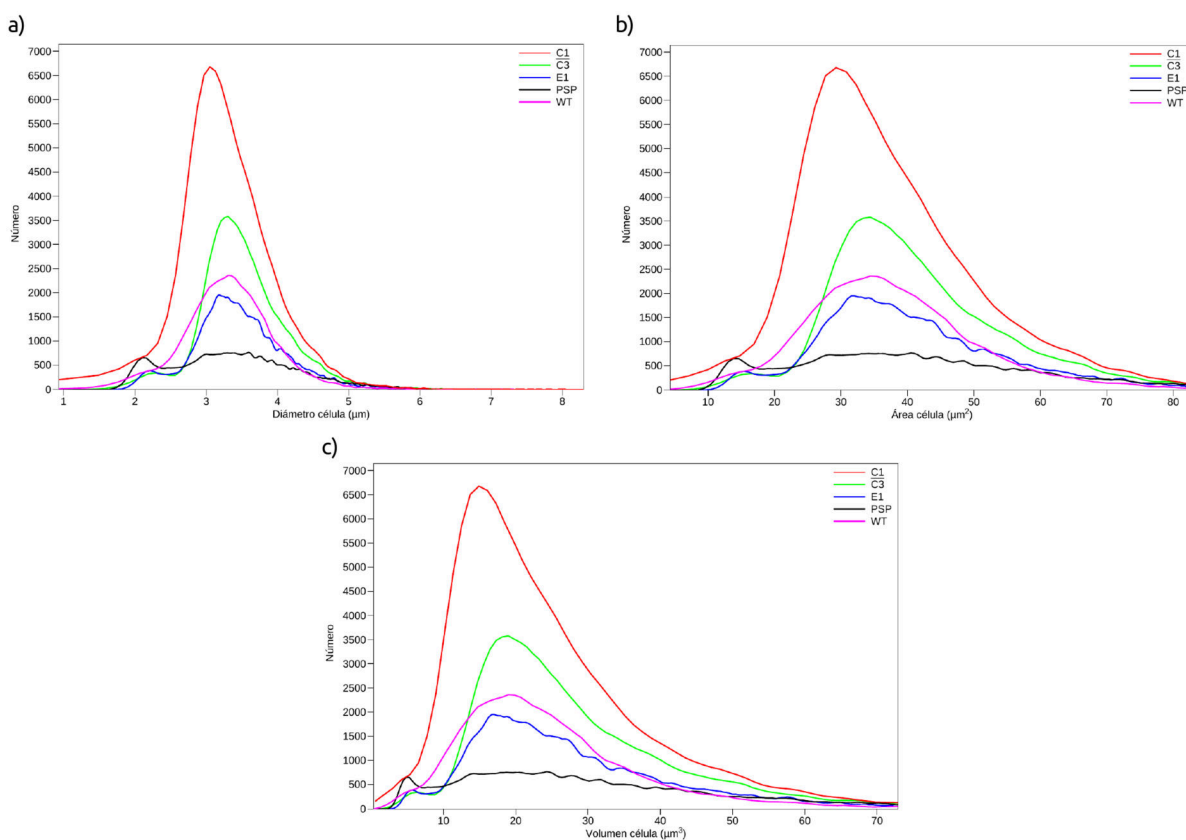 a)
7000
6500
6000
5500
5000
4500
4000
3500
3000
2500
2000
1500
1000
500
0
Número
1 2 3 4 5 6 7 8
Diámetro célula (µm)
C1
C3
E1
PSP
WT
b)
7000
6500
6000
5500
5000
4500
4000
3500
3000
2500
2000
1500
1000
500
0
Número
10 20 30 40 50 60 70 80
Área célula (µm²)
C1
C3
E1
PSP
WT
c)
7000
6500
6000
5500
5000
4500
4000
3500
3000
2500
2000
1500
1000
500
0
Número
10 20 30 40 50 60 70
Volumen célula (µm³)
C1
C3
E1
PSP
WT